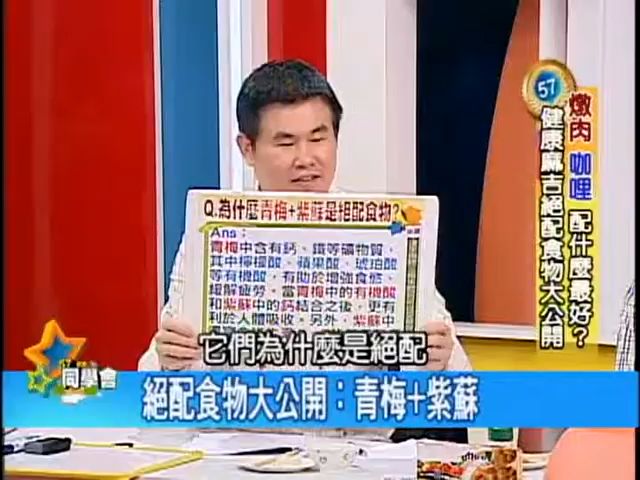 57
燉肉 咖哩 配什麼最好?
健康麻吉絕配食物大公開
Q.為什麼青梅+紫蘇是絕配食物?
Ans:
青梅中含有鈣、鐵等礦物質,
其中檸檬酸、蘋果酸、琥珀酸
等有機酸,有助於增強食慾,
緩解疲勞。當青梅中的有機酸
和紫蘇中的鈣結合之後,更有
利於人體吸收。另外,紫蘇中
它們為什麼是絕配
57
同學會
絕配食物大公開:青梅+紫蘇